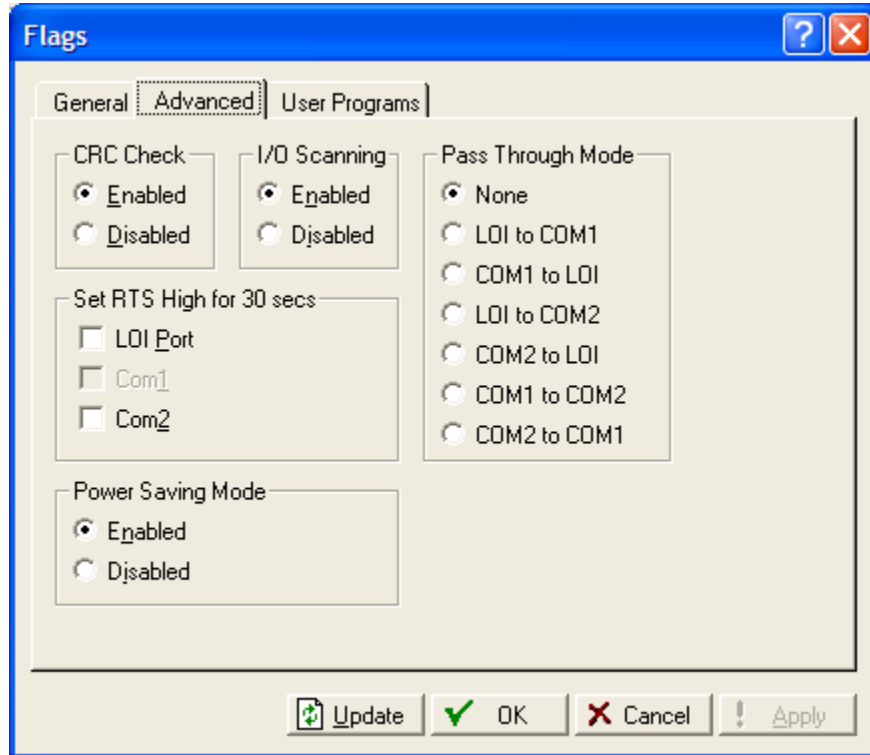 Flags
General Advanced User Programs
CRC Check
Enabled
Disabled
I/O Scanning
Enabled
Disabled
Pass Through Mode
None
LOI to COM1
COM1 to LOI
LOI to COM2
COM2 to LOI
COM1 to COM2
COM2 to COM1
Set RTS High for 30 secs
LOI Port
Com1
Com2
Power Saving Mode
Enabled
Disabled
Update OK Cancel Apply